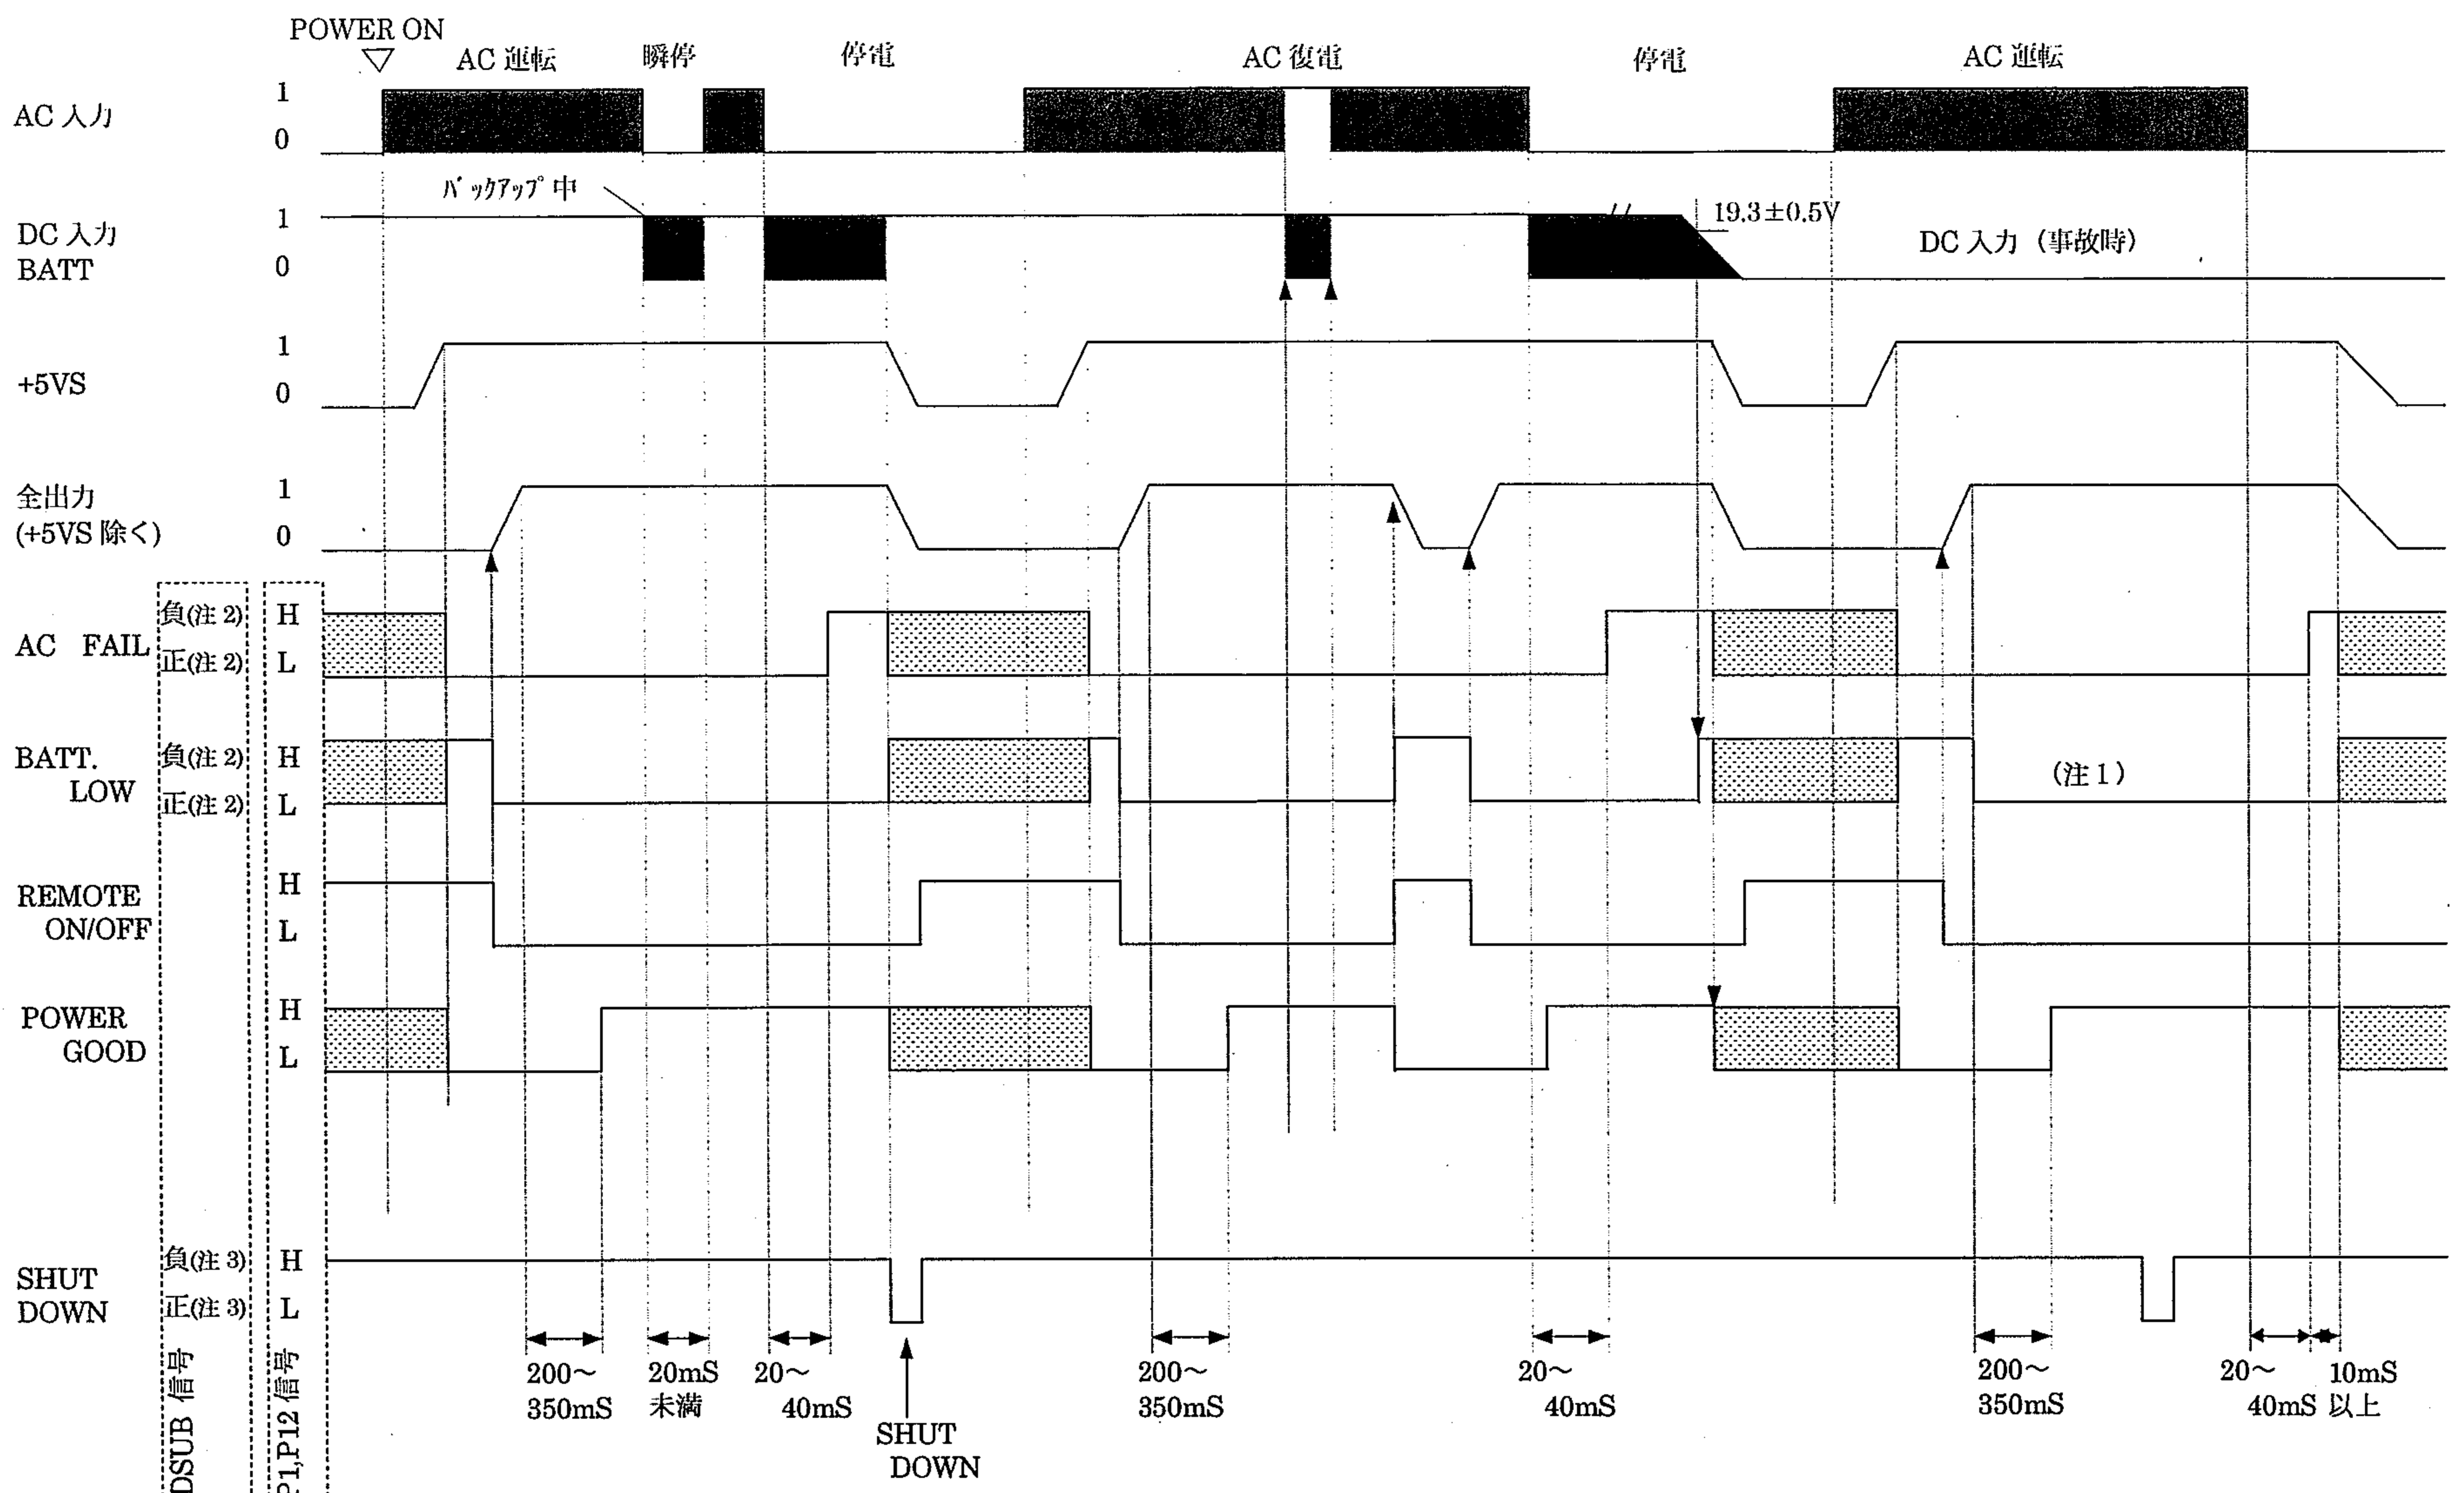 POWER ON
AC 運転
瞬停
停電
AC 復電
停電
AC 運転
AC 入力
1
0
バックアップ 中
DC 入力
BATT
1
0
19.3±0.5V
DC 入力 (事故時)
+5VS
1
0
全出力
(+5VS 除く)
1
0
AC FAIL
負(注 2)
正(注 2)
H
L
BATT.
LOW
負(注 2)
正(注 2)
H
L
(注 1)
REMOTE
ON/OFF
H
L
POWER
GOOD
H
L
SHUT
DOWN
負(注 3)
正(注 3)
H
L
DSUB 信号
P1,P12 信号
200～
350mS
20mS
未満
20～
40mS
SHUT
DOWN
200～
350mS
20～
40mS
200～
350mS
20～
40mS
10mS
以上